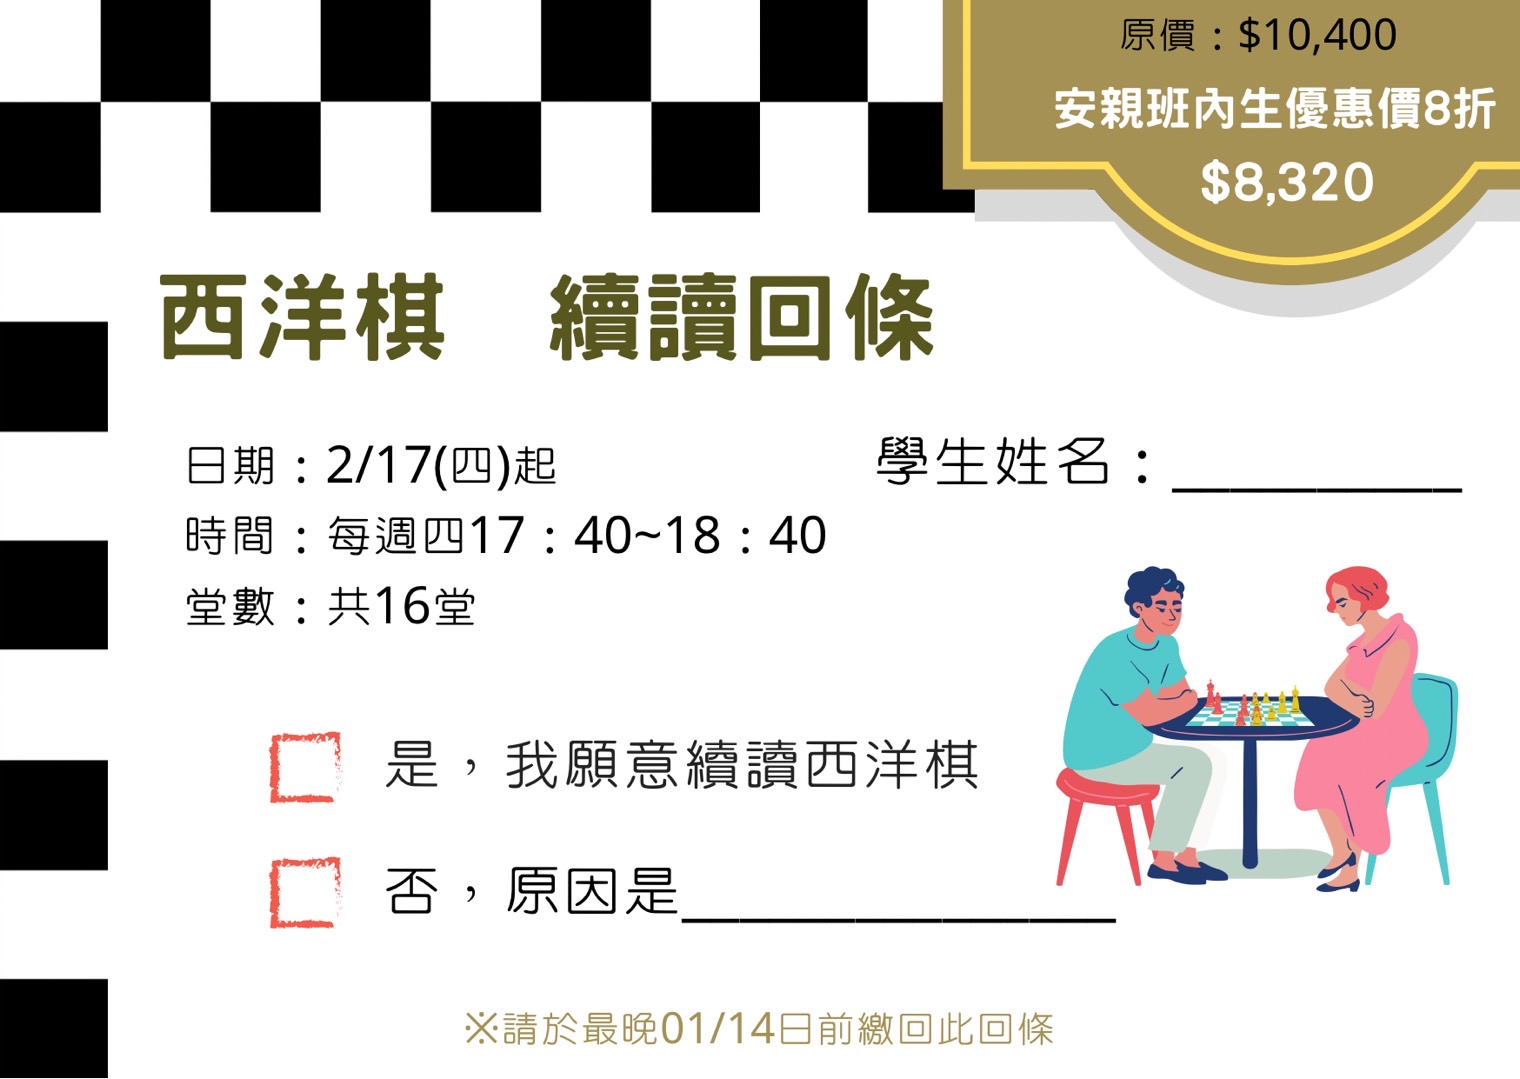 原價：$10,400
安親班內生優惠價8折
$8,320
西洋棋　續讀回條
日期：2/17(四)起
學生姓名：__________
時間：每週四17：40~18：40
堂數：共16堂
是，我願意續讀西洋棋
否，原因是_______________
※請於最晚01/14日前繳回此回條